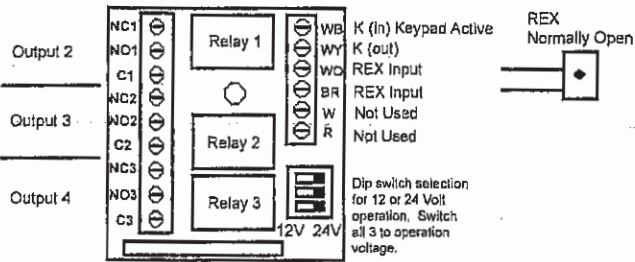 Output 2
Output 3
Output 4
NC1
NO1
C1
NC2
NO2
C2
NC3
NO3
C3
Relay 1
Relay 2
Relay 3
WB K (in) Keypad Active
WY K (out)
WO REX Input
BR REX Input
W Not Used
R Not Used
12V 24V
Dip switch selection
for 12 or 24 Volt
operation, Switch
all 3 to operation
voltage.
REX
Normally Open